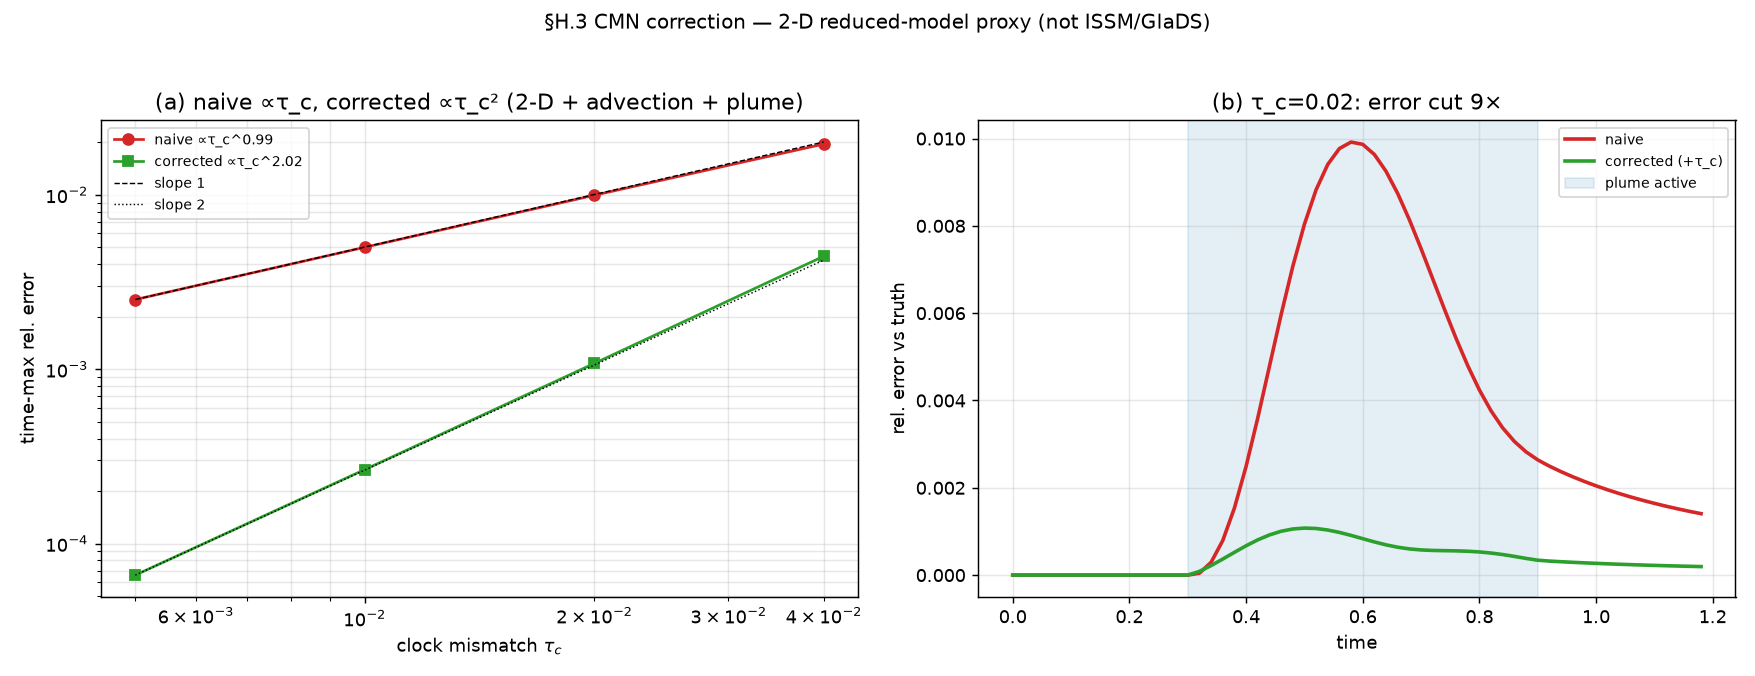 §H.3 CMN correction — 2-D reduced-model proxy (not ISSM/GlaDS)
(a) naive ∝τ_c, corrected ∝τ_c² (2-D + advection + plume)
naive ∝τ_c^0.99
corrected ∝τ_c^2.02
slope 1
slope 2
time-max rel. error
10⁻²
10⁻³
10⁻⁴
6 × 10⁻³
10⁻²
2 × 10⁻²
3 × 10⁻²
4 × 10⁻²
clock mismatch τ_c
(b) τ_c=0.02: error cut 9×
naive
corrected (+τ_c)
plume active
rel. error vs truth
0.010
0.008
0.006
0.004
0.002
0.000
0.0
0.2
0.4
0.6
0.8
1.0
1.2
time